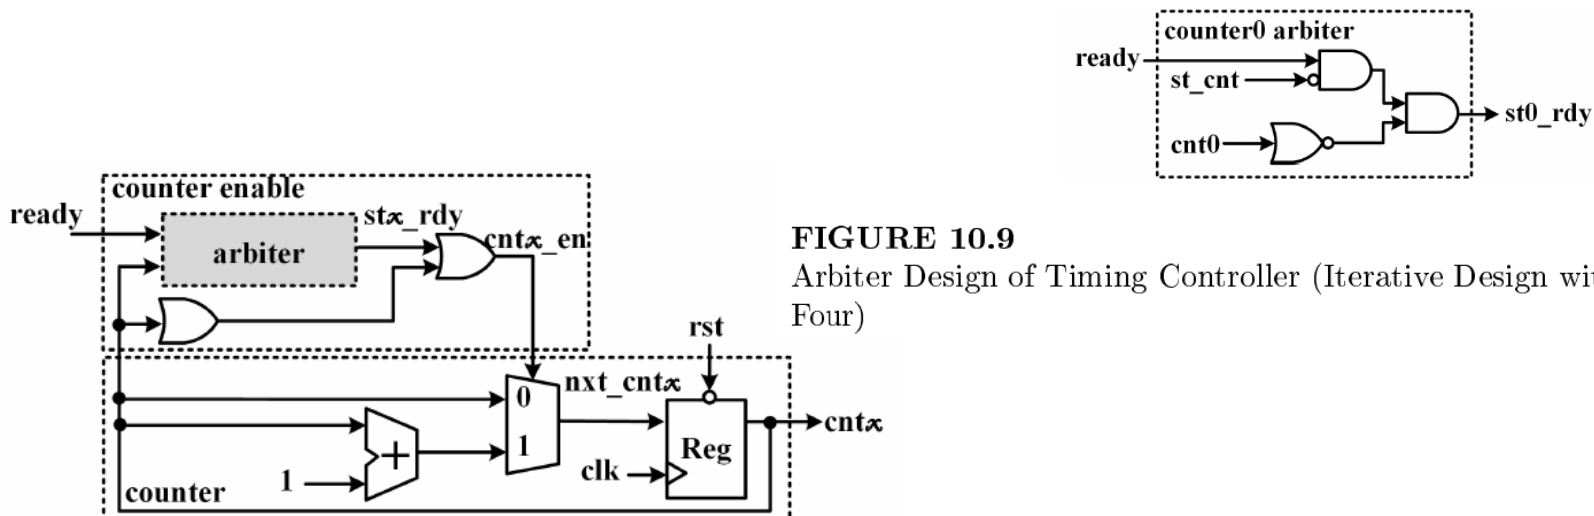 counter0 arbiter
ready
st_cnt
st0_rdy
cnt0
counter enable
ready
stx_rdy
arbiter
cntx_en
FIGURE 10.9
Arbiter Design of Timing Controller (Iterative Design
Four)
rst
0
nxt_cntx
cntx
+
1
Reg
clk
1
counter